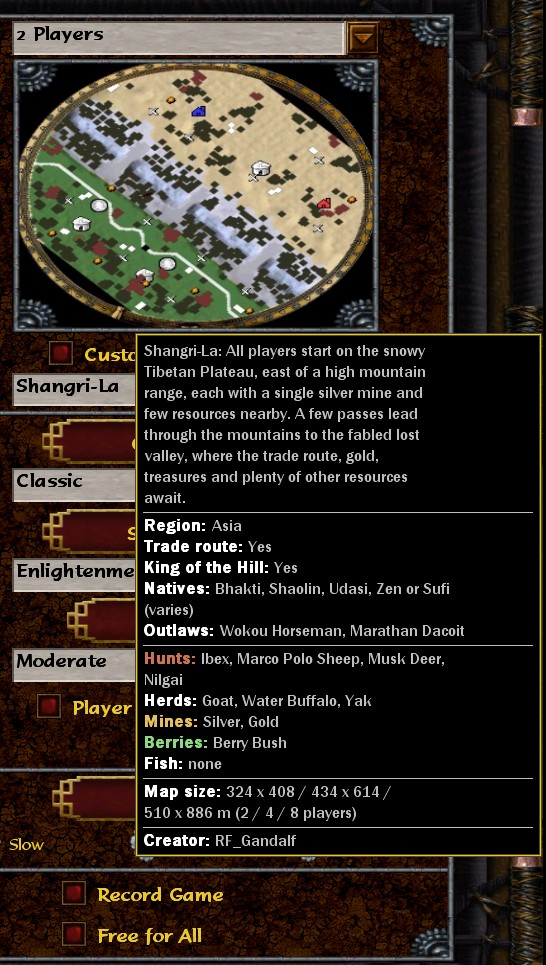 2 Players
Custo
Shangri-La
Shangri-La: All players start on the snowy
Tibetan Plateau, east of a high mountain
range, each with a single silver mine and
few resources nearby. A few passes lead
through the mountains to the fabled lost
valley, where the trade route, gold,
treasures and plenty of other resources
await.
Region: Asia
Trade route: Yes
King of the Hill: Yes
Natives: Bhakti, Shaolin, Udasi, Zen or Sufi
(varies)
Outlaws: Wokou Horseman, Marathan Dacoit
Hunts: Ibex, Marco Polo Sheep, Musk Deer,
Nilgai
Herds: Goat, Water Buffalo, Yak
Mines: Silver, Gold
Berries: Berry Bush
Fish: none
Map size: 324 x 408 / 434 x 614 /
510 x 886 m (2 / 4 / 8 players)
Creator: RF_Gandalf
Classic
S
Enlightenme
Moderate
Player
Slow
Record Game
Free for All